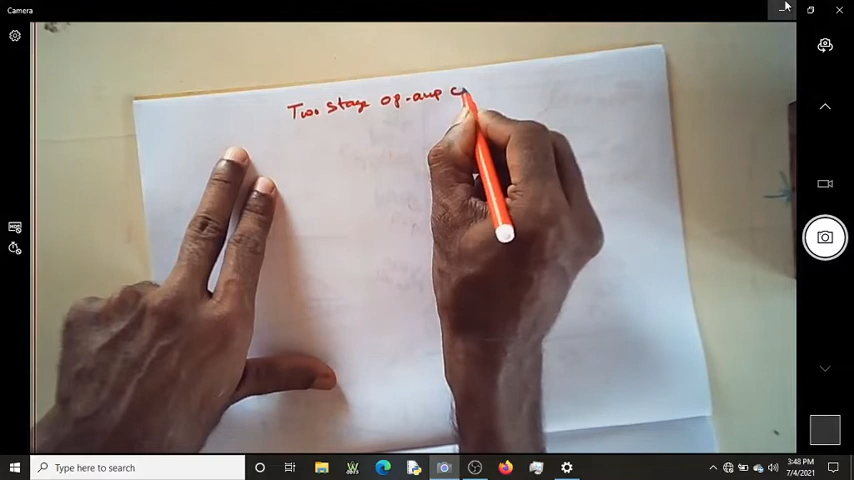 Camera
Two stage op-amp c
Type here to search
3:48 PM
7/4/2021